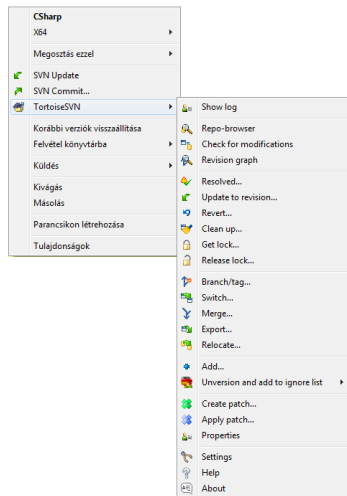 CSharp
X64
Megosztás ezzel
SVN Update
SVN Commit...
TortoiseSVN
Korábbi verziók visszaállítása
Felvétel könyvtárba
Küldés
Kivágás
Másolás
Parancsikon létrehozása
Tulajdonságok
Show log
Repo-browser
Check for modifications
Revision graph
Resolved...
Update to revision...
Revert...
Clean up...
Get lock...
Release lock...
Branch/tag...
Switch...
Merge...
Export...
Relocate...
Add...
Unversion and add to ignore list
Create patch...
Apply patch...
Properties
Settings
Help
About